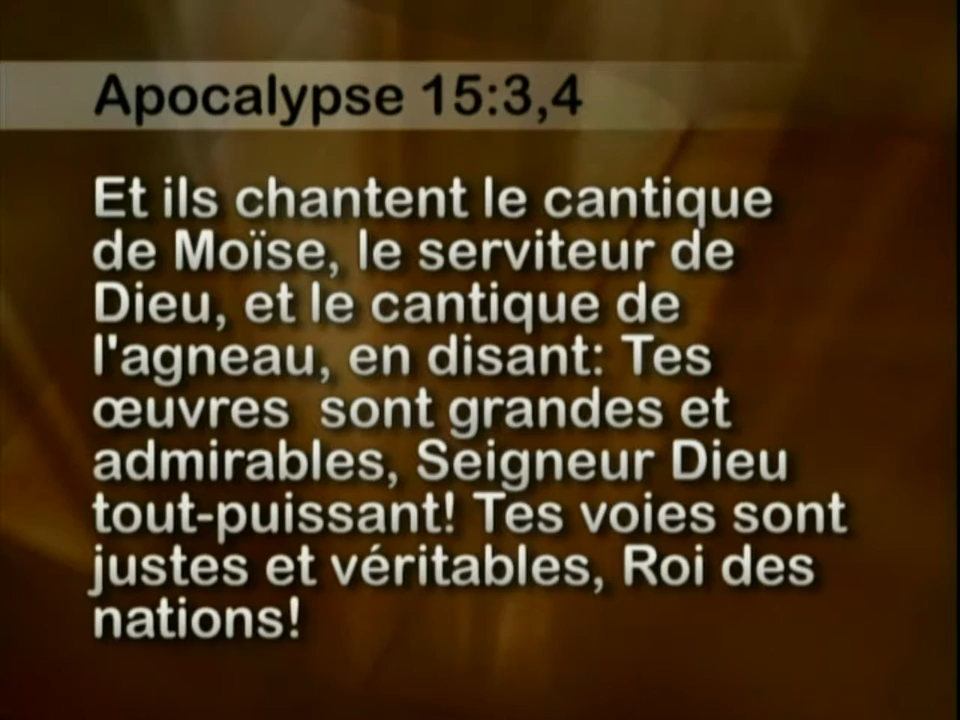 Apocalypse 15:3,4
Et ils chantent le cantique
de Moïse, le serviteur de
Dieu, et le cantique de
l'agneau, en disant: Tes
œuvres  sont grandes et
admirables, Seigneur Dieu
tout-puissant! Tes voies sont
justes et véritables, Roi des
nations!